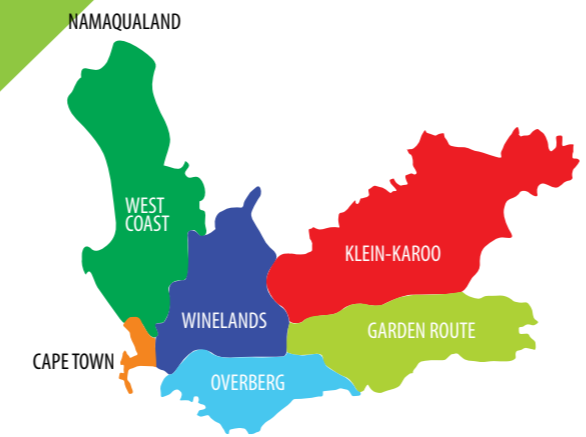 NAMAQUALAND
WEST
COAST
KLEIN-KAROO
WINELANDS
GARDEN ROUTE
CAPE TOWN
OVERBERG